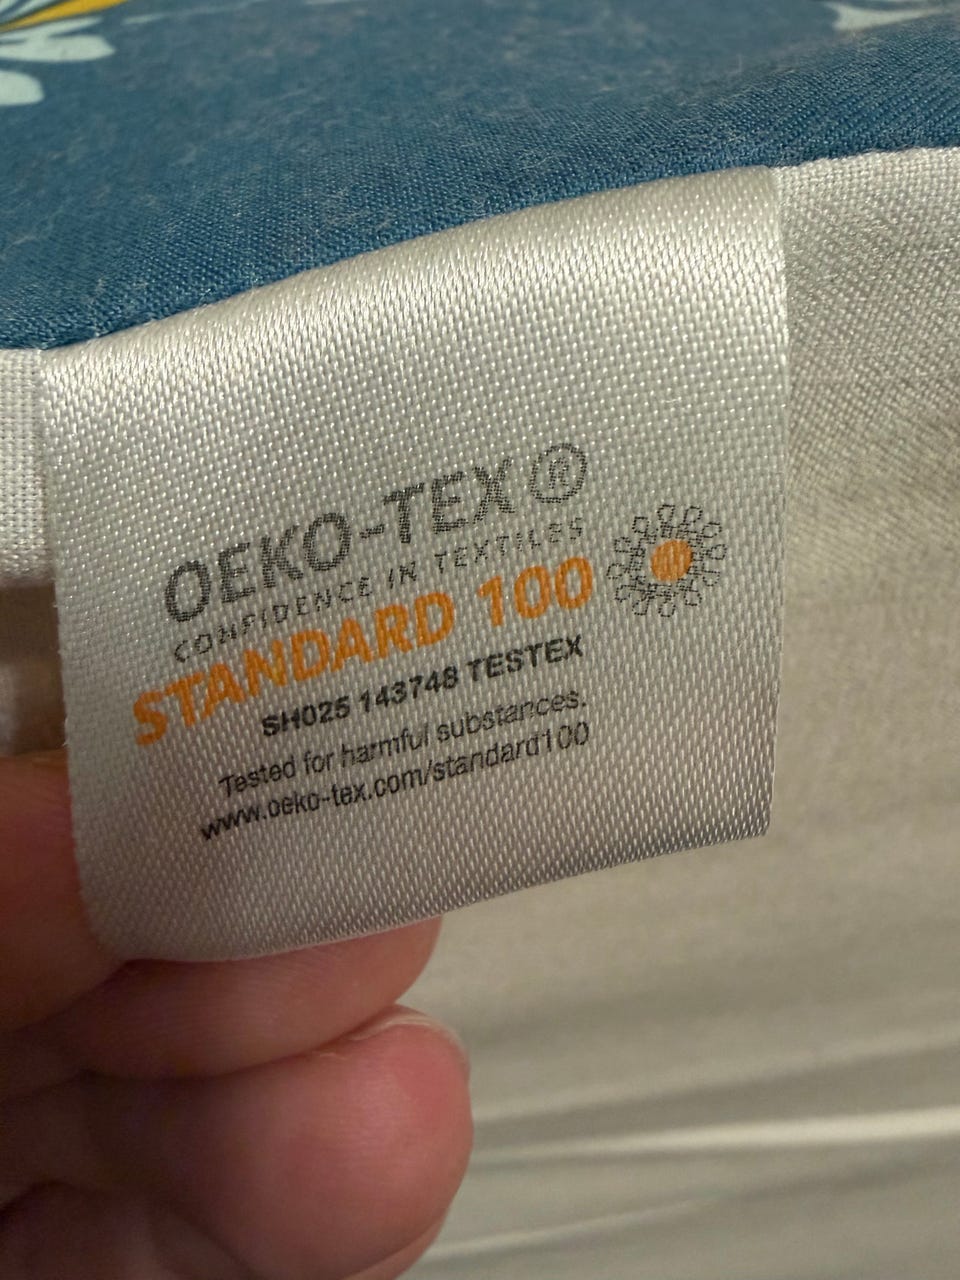 OEKO-TEX®
CONFIDENCE IN TEXTILES
STANDARD 100
SH025 143748 TESTEX
Tested for harmful substances.
www.oeko-tex.com/standard100